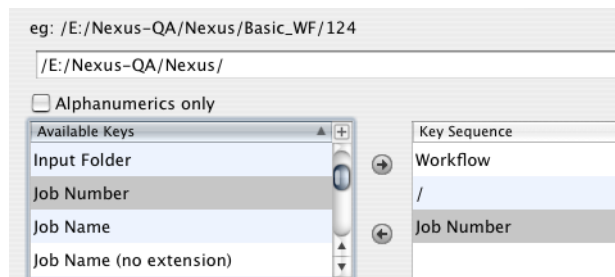 eg: /E:/Nexus-QA/Nexus/Basic_WF/124
/E:/Nexus-QA/Nexus/
Alphanumerics only
Available Keys
Input Folder
Job Number
Job Name
Job Name (no extension)
Key Sequence
Workflow
/
Job Number